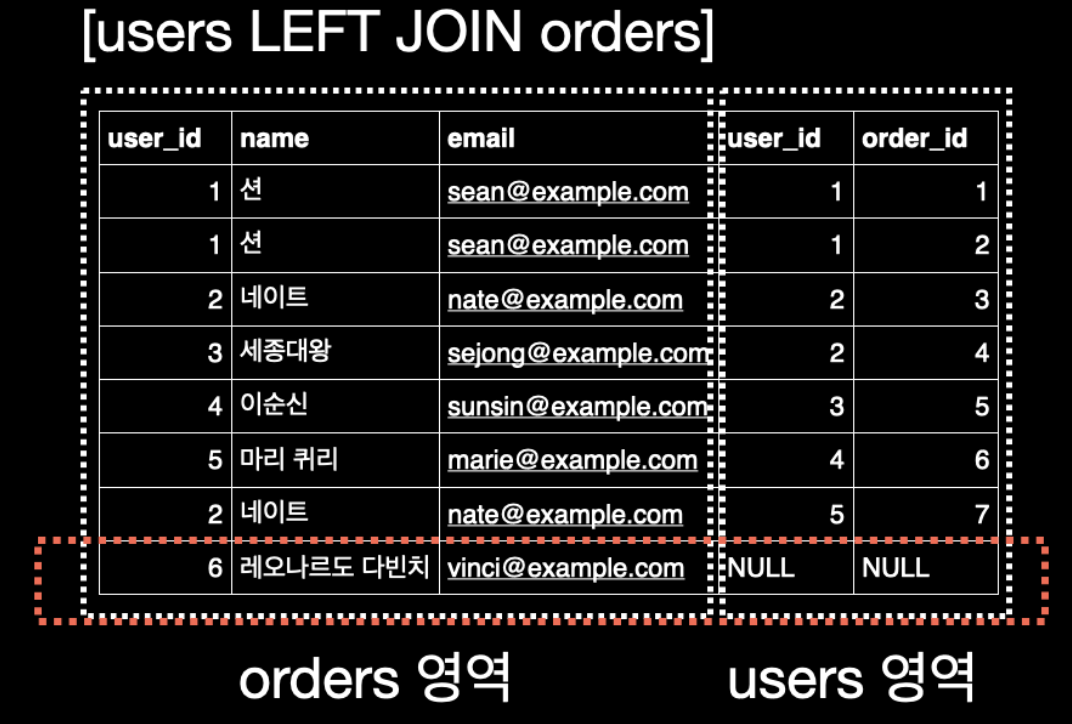 [users LEFT JOIN orders]
user_id name email user_id order_id
1 션 sean@example.com 1 1
1 션 sean@example.com 1 2
2 네이트 nate@example.com 2 3
3 세종대왕 sejong@example.com 2 4
4 이순신 sunsin@example.com 3 5
5 마리 퀴리 marie@example.com 4 6
2 네이트 nate@example.com 5 7
6 레오나르도 다빈치 vinci@example.com NULL NULL
orders 영역 users 영역